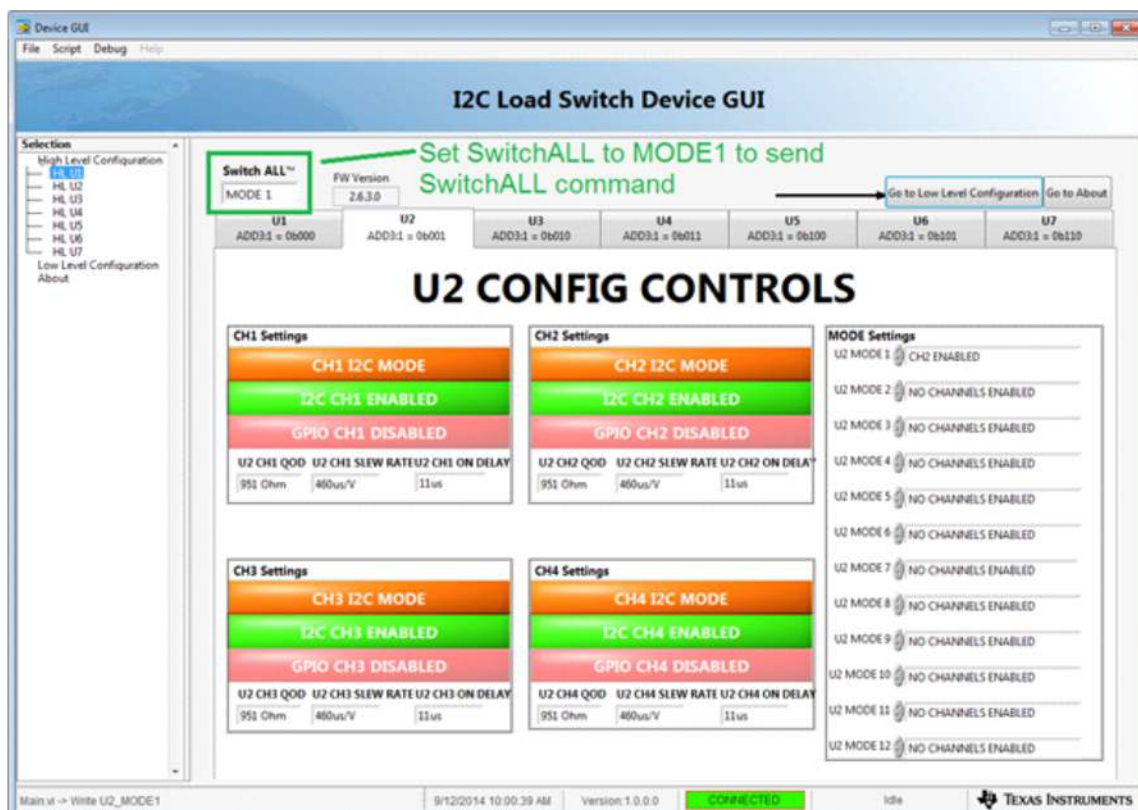 Device GUI
File Script Debug Help
I2C Load Switch Device GUI
Selection
High Level Configuration
HL U1
HL U2
HL U3
HL U4
HL U5
HL U6
HL U7
Low Level Configuration
About
Switch ALL™
MODE 1
FW Version
2.6.3.0
Set SwitchALL to MODE1 to send
SwitchALL command
Go to Low Level Configuration Go to About
U1 U2 U3 U4 U5 U6 U7
ADD3:1 = 0b000 ADD3:1 = 0b001 ADD3:1 = 0b010 ADD3:1 = 0b011 ADD3:1 = 0b100 ADD3:1 = 0b101 ADD3:1 = 0b110
U2 CONFIG CONTROLS
CH1 Settings
CH1 I2C MODE
I2C CH1 ENABLED
GPIO CH1 DISABLED
U2 CH1 QOD U2 CH1 SLEW RATE U2 CH1 ON DELAY
951 Ohm 460us/V 11us
CH2 Settings
CH2 I2C MODE
I2C CH2 ENABLED
GPIO CH2 DISABLED
U2 CH2 QOD U2 CH2 SLEW RATE U2 CH2 ON DELAY
951 Ohm 460us/V 11us
CH3 Settings
CH3 I2C MODE
I2C CH3 ENABLED
GPIO CH3 DISABLED
U2 CH3 QOD U2 CH3 SLEW RATE U2 CH3 ON DELAY
951 Ohm 460us/V 11us
CH4 Settings
CH4 I2C MODE
I2C CH4 ENABLED
GPIO CH4 DISABLED
U2 CH4 QOD U2 CH4 SLEW RATE U2 CH4 ON DELAY
951 Ohm 460us/V 11us
MODE Settings
U2 MODE 1 CH2 ENABLED
U2 MODE 2 NO CHANNELS ENABLED
U2 MODE 3 NO CHANNELS ENABLED
U2 MODE 4 NO CHANNELS ENABLED
U2 MODE 5 NO CHANNELS ENABLED
U2 MODE 6 NO CHANNELS ENABLED
U2 MODE 7 NO CHANNELS ENABLED
U2 MODE 8 NO CHANNELS ENABLED
U2 MODE 9 NO CHANNELS ENABLED
U2 MODE 10 NO CHANNELS ENABLED
U2 MODE 11 NO CHANNELS ENABLED
U2 MODE 12 NO CHANNELS ENABLED
Main.vi -> Write U2_MODE1 9/12/2014 10:00:39 AM Version:1.0.0.0 CONNECTED Idle TEXAS INSTRUMENTS